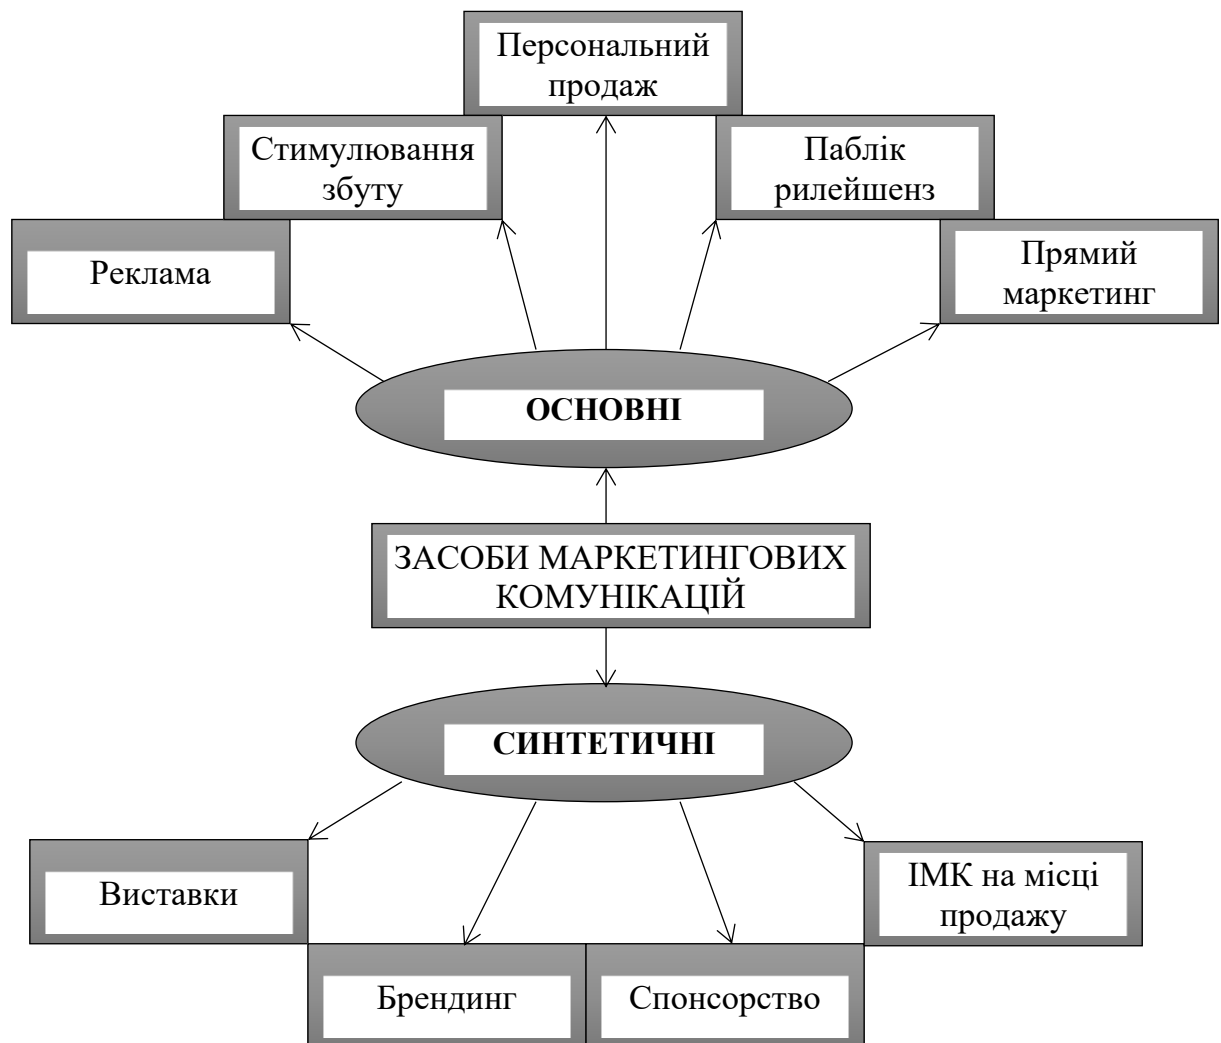 Персональний
продаж
Стимулювання
збуту
Паблік
рилейшенз
Реклама
Прямий
маркетинг
ОСНОВНІ
ЗАСОБИ МАРКЕТИНГОВИХ
КОМУНІКАЦІЙ
СИНТЕТИЧНІ
Виставки
ІМК на місці
продажу
Брендинг
Спонсорство